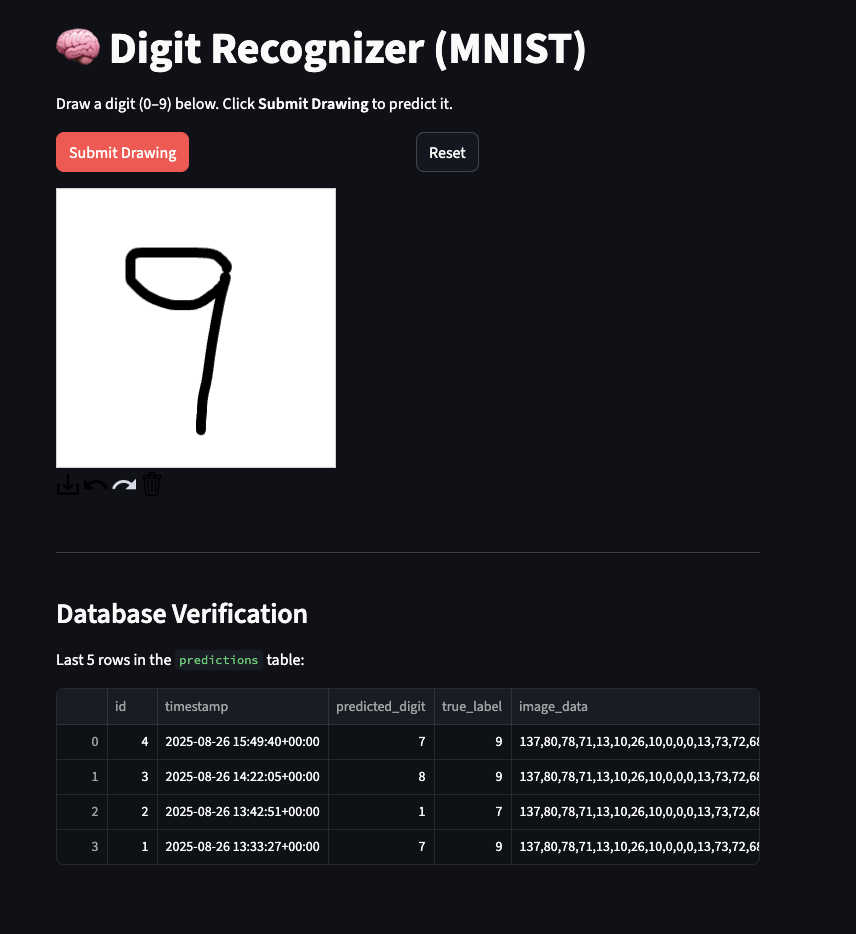 🧠 Digit Recognizer (MNIST)
Draw a digit (0–9) below. Click Submit Drawing to predict it.
Submit Drawing
Reset
9
Database Verification
Last 5 rows in the predictions table:
id timestamp predicted_digit true_label image_data
0 4 2025-08-26 15:49:40+00:00 7 9 137,80,78,71,13,10,26,10,0,0,0,13,73,72,68
1 3 2025-08-26 14:22:05+00:00 8 9 137,80,78,71,13,10,26,10,0,0,0,13,73,72,68
2 2 2025-08-26 13:42:51+00:00 1 7 137,80,78,71,13,10,26,10,0,0,0,13,73,72,68
3 1 2025-08-26 13:33:27+00:00 7 9 137,80,78,71,13,10,26,10,0,0,0,13,73,72,68